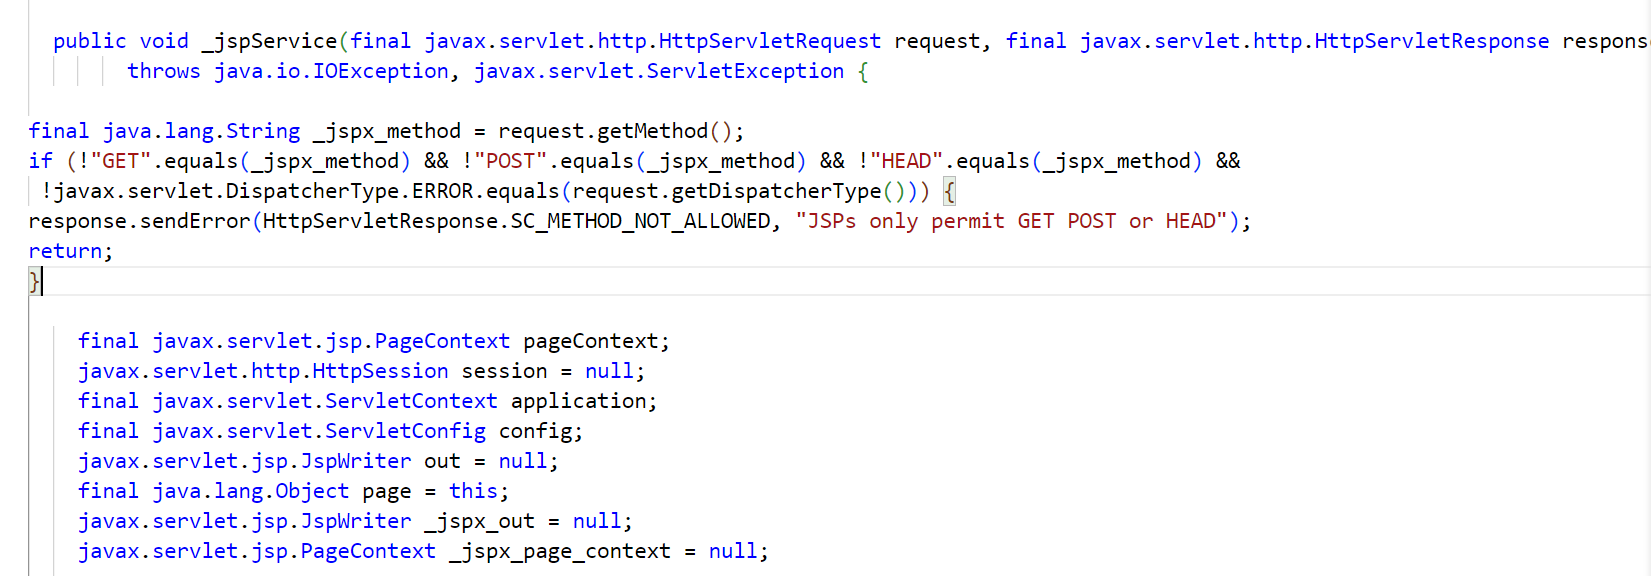 public void _jspService(final javax.servlet.http.HttpServletRequest request, final javax.servlet.http.HttpServletResponse respons
throws java.io.IOException, javax.servlet.ServletException {
final java.lang.String _jspx_method = request.getMethod();
if (!"GET".equals(_jspx_method) && !"POST".equals(_jspx_method) && !"HEAD".equals(_jspx_method) &&
!javax.servlet.DispatcherType.ERROR.equals(request.getDispatcherType())) {
response.sendError(HttpServletResponse.SC_METHOD_NOT_ALLOWED, "JSPs only permit GET POST or HEAD");
return;
}
final javax.servlet.jsp.PageContext pageContext;
javax.servlet.http.HttpSession session = null;
final javax.servlet.ServletContext application;
final javax.servlet.ServletConfig config;
javax.servlet.jsp.JspWriter out = null;
final java.lang.Object page = this;
javax.servlet.jsp.JspWriter _jspx_out = null;
javax.servlet.jsp.PageContext _jspx_page_context = null;